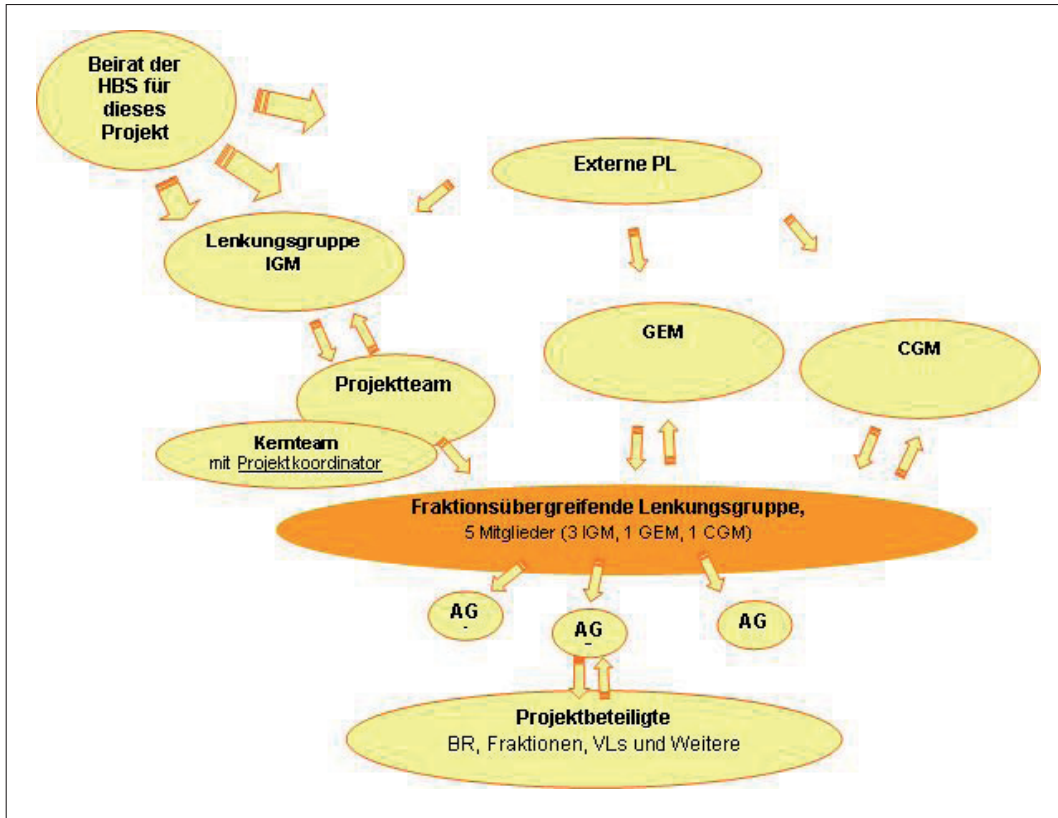 Beirat der
HBS für
dieses
Projekt
Externe PL
Lenkungsgruppe
IGM
GEM
CGM
Projektteam
Kernteam
mit Projektkoordinator
Fraktionsübergreifende Lenkungsgruppe,
5 Mitglieder (3 IGM, 1 GEM, 1 CGM)
AG
AG
AG
Projektbeteiligte
BR, Fraktionen, VLs und Weitere